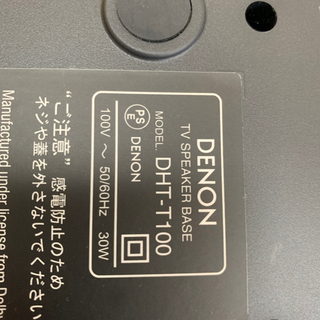 DENON
TV SPEAKER BASE
MODEL DHT-T100
PS
E
DENON
100V ～ 50/60Hz 30W
“ご注意” 感電防止のため
ネジや蓋を外さないでください
Manufactured under license from Dolby